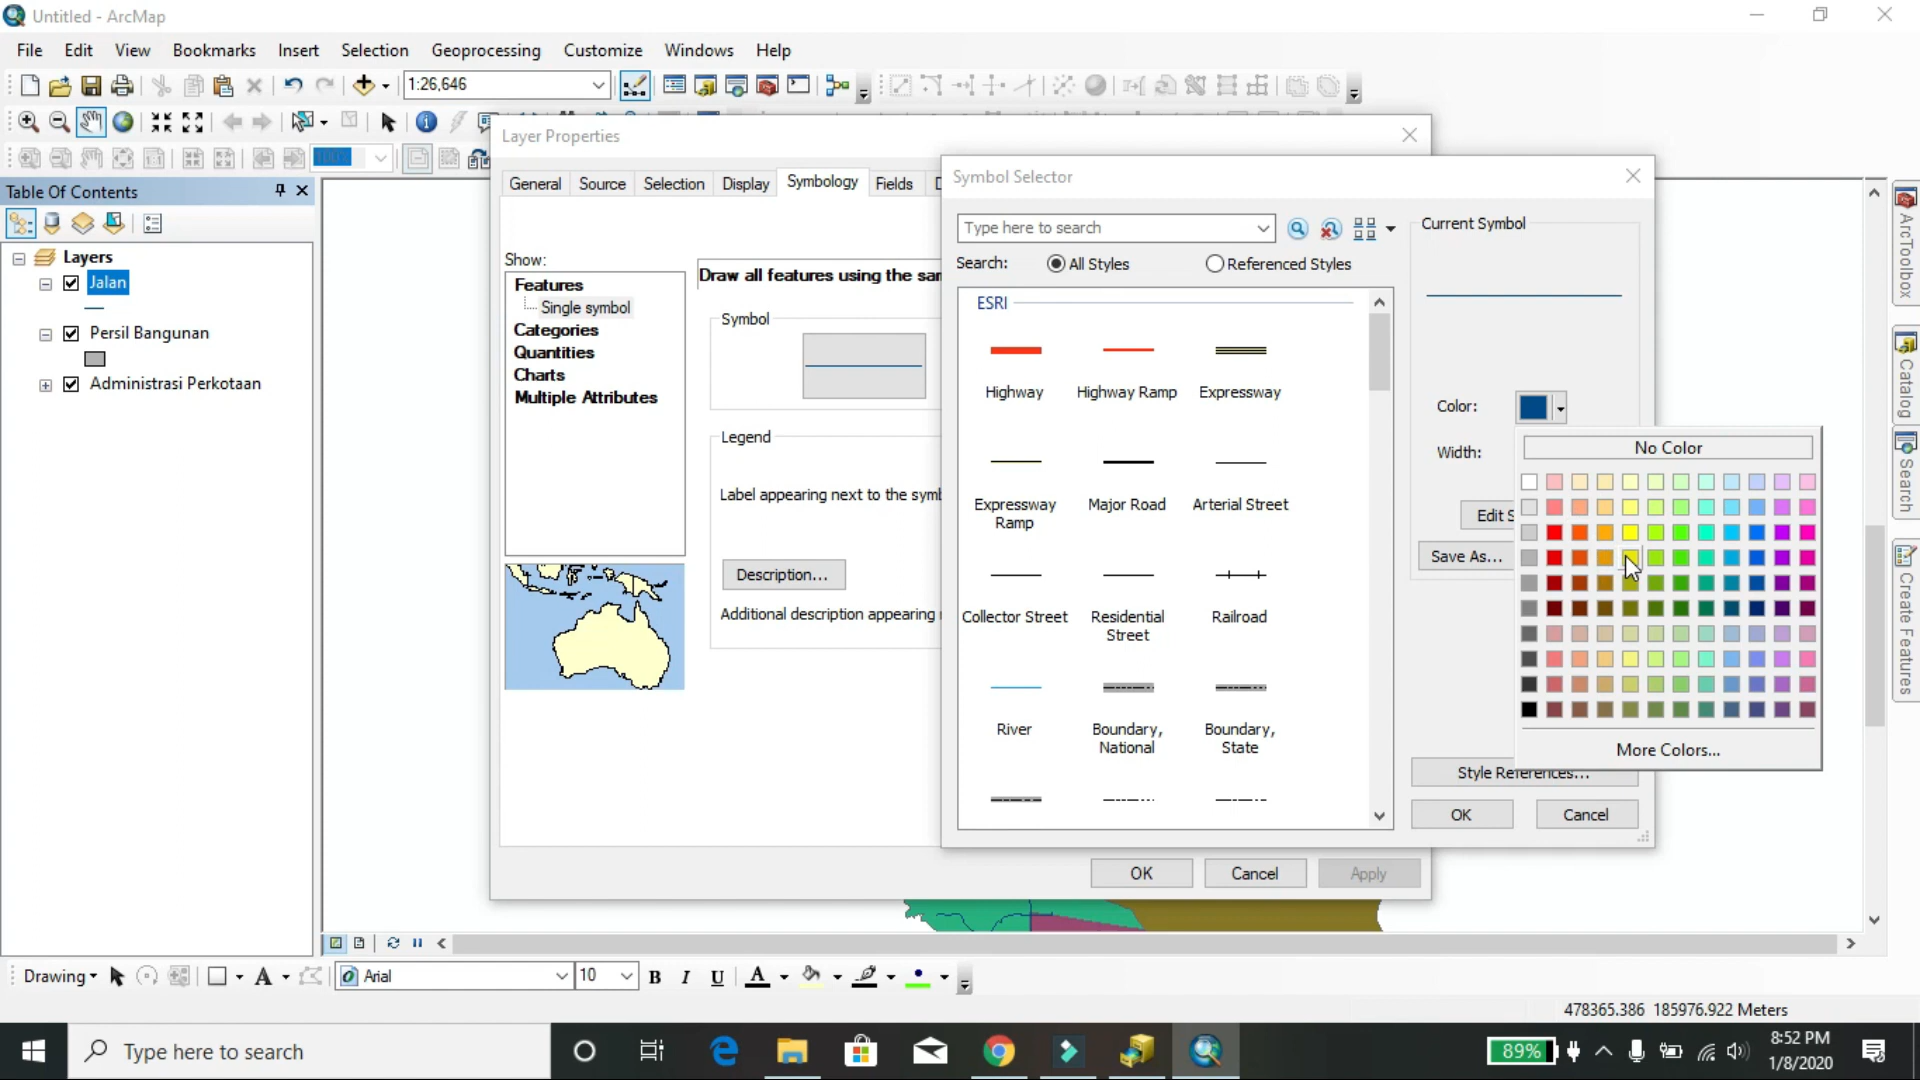 Untitled - ArcMap
File Edit View Bookmarks Insert Selection Geoprocessing Customize Windows Help
1:26,646
100%
Table Of Contents
Layers
Jalan
Persil Bangunan
Administrasi Perkotaan
Layer Properties
General Source Selection Display Symbology Fields D
Show:
Features
Single symbol
Categories
Quantities
Charts
Multiple Attributes
Draw all features using the sam
Symbol
Legend
Label appearing next to the symb
Description...
Additional description appearing
OK Cancel Apply
Symbol Selector
Type here to search
Search: All Styles Referenced Styles
ESRI
Highway Highway Ramp Expressway
Expressway Ramp Major Road Arterial Street
Collector Street Residential Street Railroad
River Boundary, National Boundary, State
Current Symbol
Color:
Width:
Edit S
Save As...
No Color
More Colors...
Style References...
OK Cancel
ArcToolbox
Catalog
Search
Create Features
Drawing A Arial 10 B I U A
478365.386 185976.922 Meters
Type here to search
89%
8:52 PM
1/8/2020